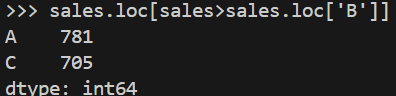 >>> sales.loc[sales>sales.loc['B']]
A    781
C    705
dtype: int64